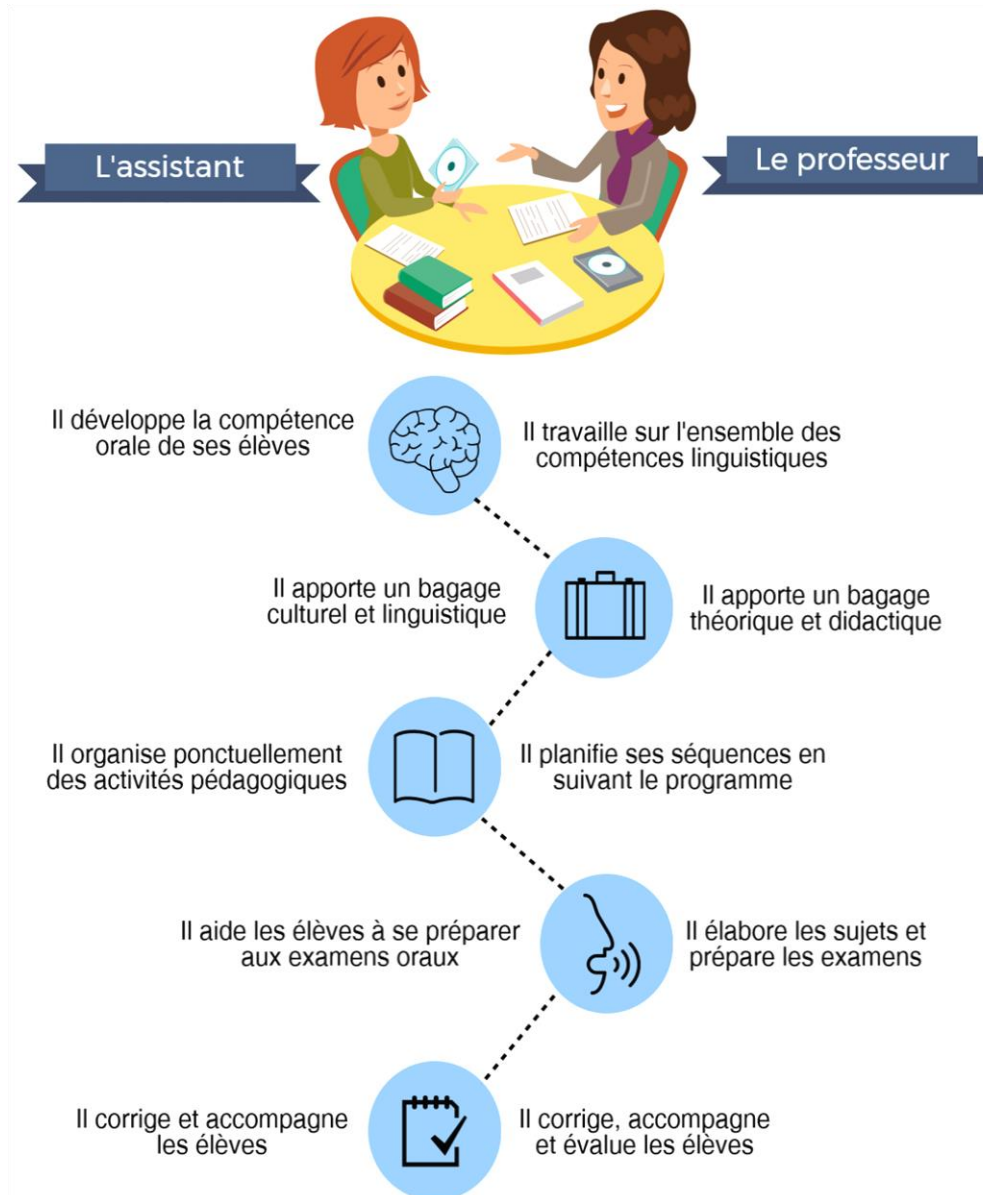 L'assistant
Le professeur
Il développe la compétence
orale de ses élèves
Il travaille sur l'ensemble des
compétences linguistiques
Il apporte un bagage
culturel et linguistique
Il apporte un bagage
théorique et didactique
Il organise ponctuellement
des activités pédagogiques
Il planifie ses séquences en
suivant le programme
Il aide les élèves à se préparer
aux examens oraux
Il élabore les sujets et
prépare les examens
Il corrige et accompagne
les élèves
Il corrige, accompagne
et évalue les élèves